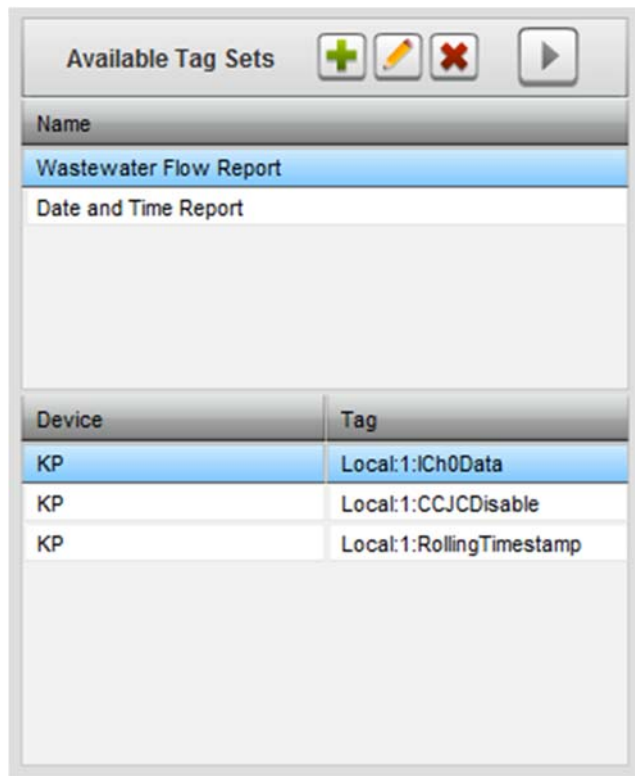 Available Tag Sets
Name
Wastewater Flow Report
Date and Time Report
Device Tag
KP Local:1:ICh0Data
KP Local:1:CCJCDisable
KP Local:1:RollingTimestamp